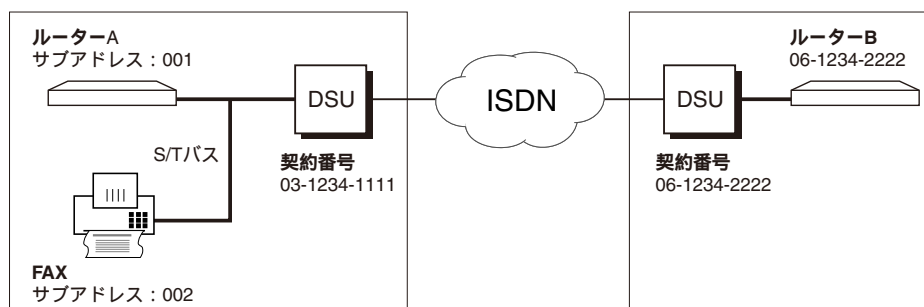 ルーターA
サブアドレス：001
DSU
S/Tバス
契約番号
03-1234-1111
FAX
サブアドレス：002
ISDN
ルーターB
06-1234-2222
DSU
契約番号
06-1234-2222